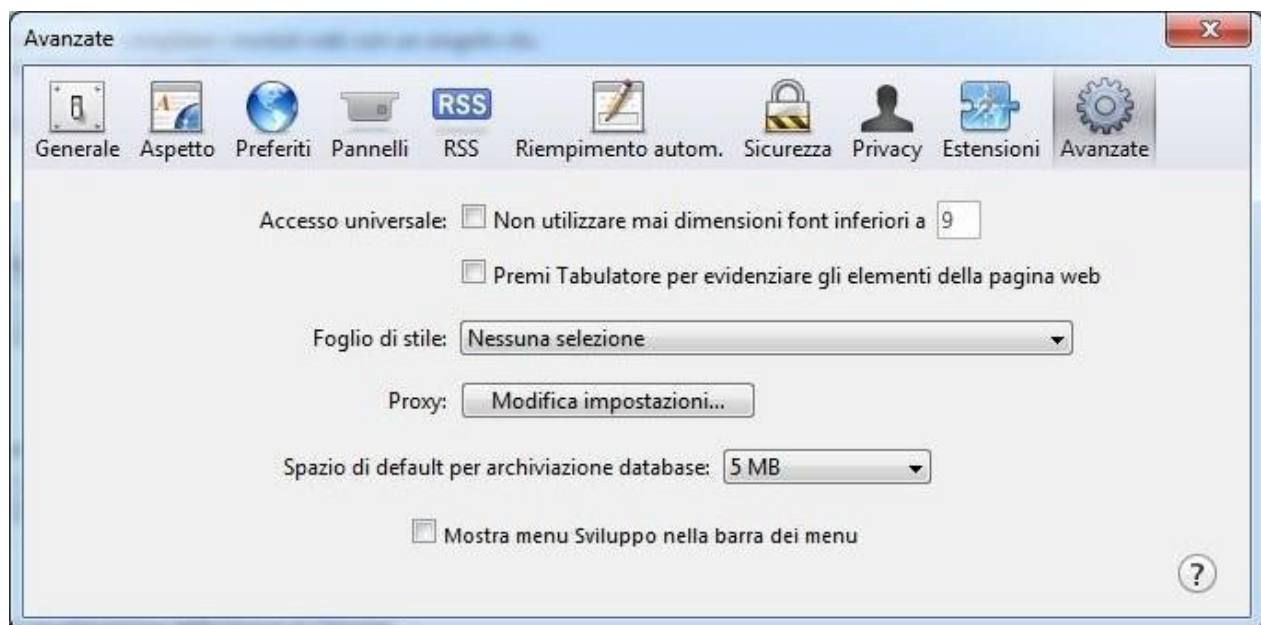 Avanzate
RSS
Generale Aspetto Preferiti Pannelli RSS Riempimento autom. Sicurezza Privacy Estensioni Avanzate
Accesso universale: Non utilizzare mai dimensioni font inferiori a 9
Premi Tabulatore per evidenziare gli elementi della pagina web
Foglio di stile: Nessuna selezione
Proxy: Modifica impostazioni...
Spazio di default per archiviazione database: 5 MB
Mostra menu Sviluppo nella barra dei menu
?